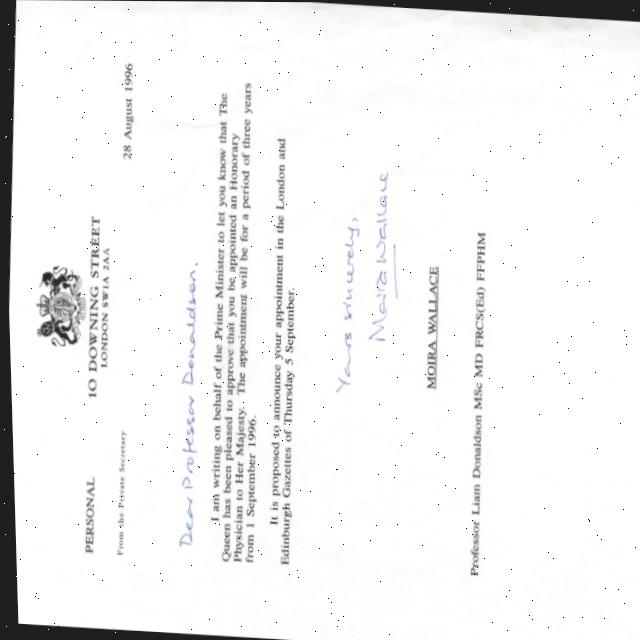 10 DOWNING STREET
LONDON SW1A 2AA
PERSONAL
From the Private Secretary
28 August 1996
Dear Professor Donaldson,
I am writing on behalf of the Prime Minister to let you know that The
Queen has been pleased to approve that you be appointed an Honorary
Physician to Her Majesty. The appointment will be for a period of three years
from 1 September 1996.
It is proposed to announce your appointment in the London and
Edinburgh Gazettes of Thursday 5 September.
Yours sincerely,
Moira Wallace
MOIRA WALLACE
Professor Liam Donaldson MSc MD FRCS(Ed) FFPHM